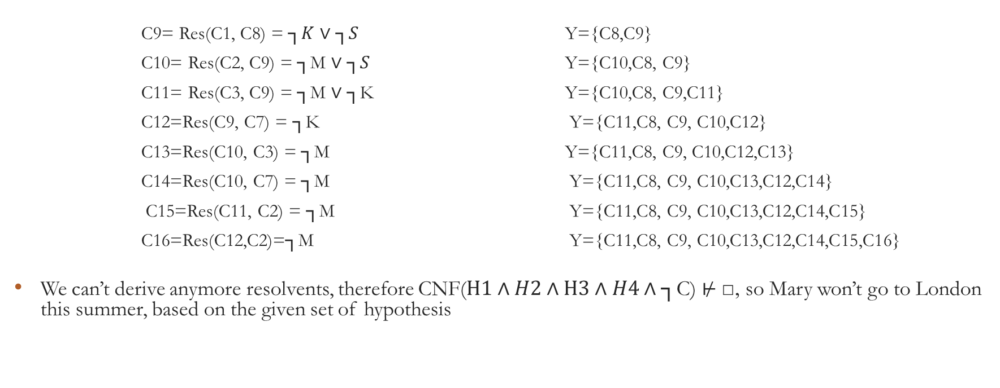 C9= Res(C1, C8) = ┐K ∨ ┐S Y={C8,C9}
C10= Res(C2, C9) = ┐M ∨ ┐S Y={C10,C8, C9}
C11= Res(C3, C9) = ┐M ∨ ┐K Y={C10,C8, C9,C11}
C12=Res(C9, C7) = ┐K Y={C11,C8, C9, C10,C12}
C13=Res(C10, C3) = ┐M Y={C11,C8, C9, C10,C12,C13}
C14=Res(C10, C7) = ┐M Y={C11,C8, C9, C10,C13,C12,C14}
C15=Res(C11, C2) = ┐M Y={C11,C8, C9, C10,C13,C12,C14,C15}
C16=Res(C12,C2)=┐M Y={C11,C8, C9, C10,C13,C12,C14,C15,C16}
• We can't derive anymore resolvents, therefore CNF(H1 ∧ H2 ∧ H3 ∧ H4 ∧ ┐C) ⊬ □, so Mary won't go to London
this summer, based on the given set of hypothesis